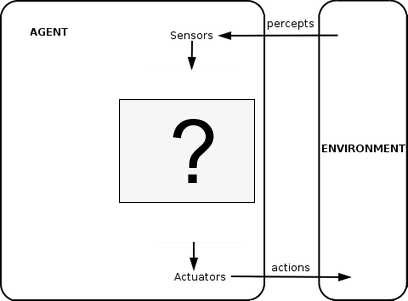 percepts
AGENT
Sensors
?
ENVIRONMENT
actions
Actuators